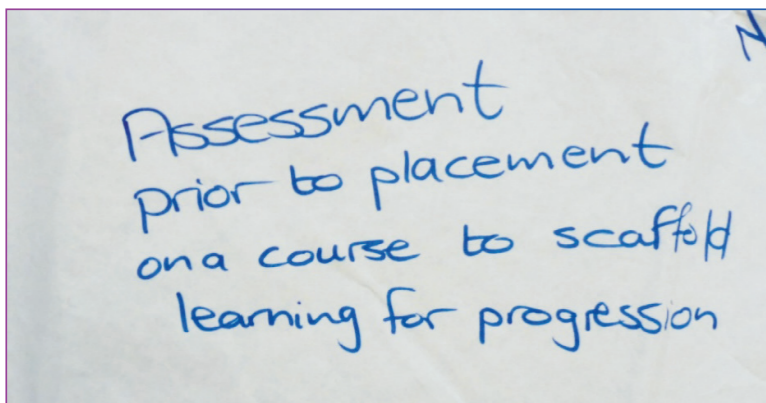 Assessment
prior to placement
on a course to scaffold
learning for progression